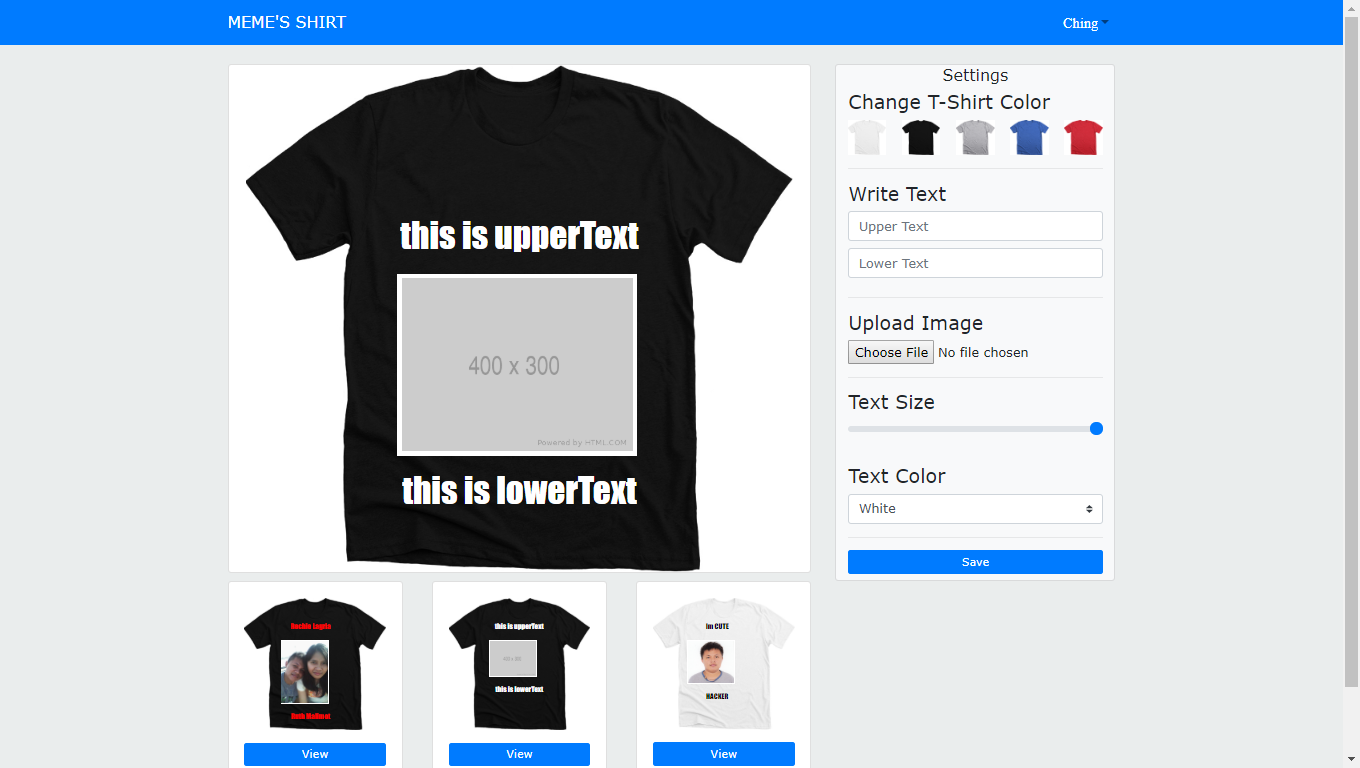 MEME'S SHIRT
Ching
this is upperText
400 x 300
Powered by HTML.COM
this is lowerText
Settings
Change T-Shirt Color
Write Text
Upper Text
Lower Text
Upload Image
Choose File No file chosen
Text Size
Text Color
White
Save
this is upperText
400 x 300
this is lowerText
View
Im CUTE
HACKER
View
View